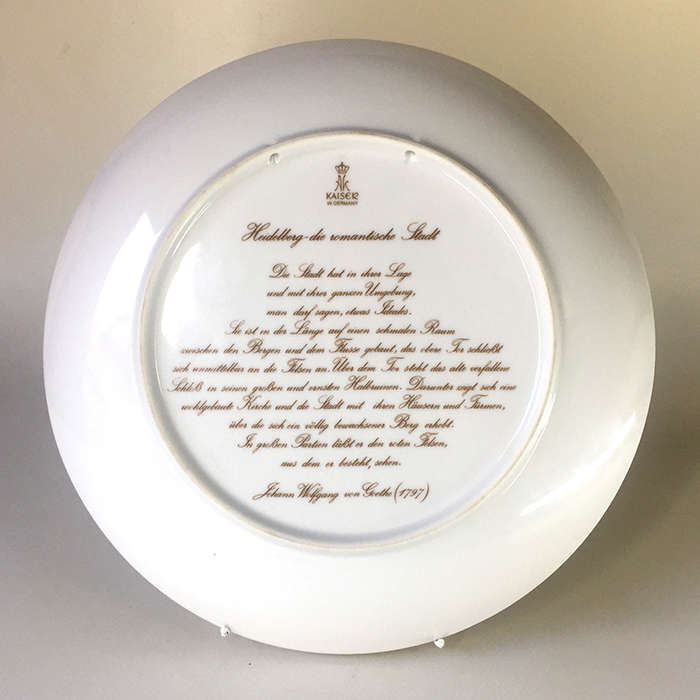 AK
KAISER
W. GERMANY
Heidelberg-die romantische Stadt
Die Stadt hat in ihrer Lage
und mit ihrer ganzen Umgebung,
man darf sagen, etwas Ideales.
Sie ist in der Länge auf einen schmalen Raum
zwischen den Bergen und dem Flusse gebaut, das obere Tor schließt
sich unmittelbar an die Felsen an. Über dem Tor steht das alte verfallene
Schloß in seinen großen und ernsten Halbruinen. Darunter zeigt sich eine
wohlgebaute Kirche und die Stadt mit ihren Häusern und Türmen,
über die sich ein völlig bewachsener Berg erhebt.
In großen Partien läßt er den roten Felsen,
aus dem er besteht, sehen.
Johann Wolfgang von Goethe (1797)